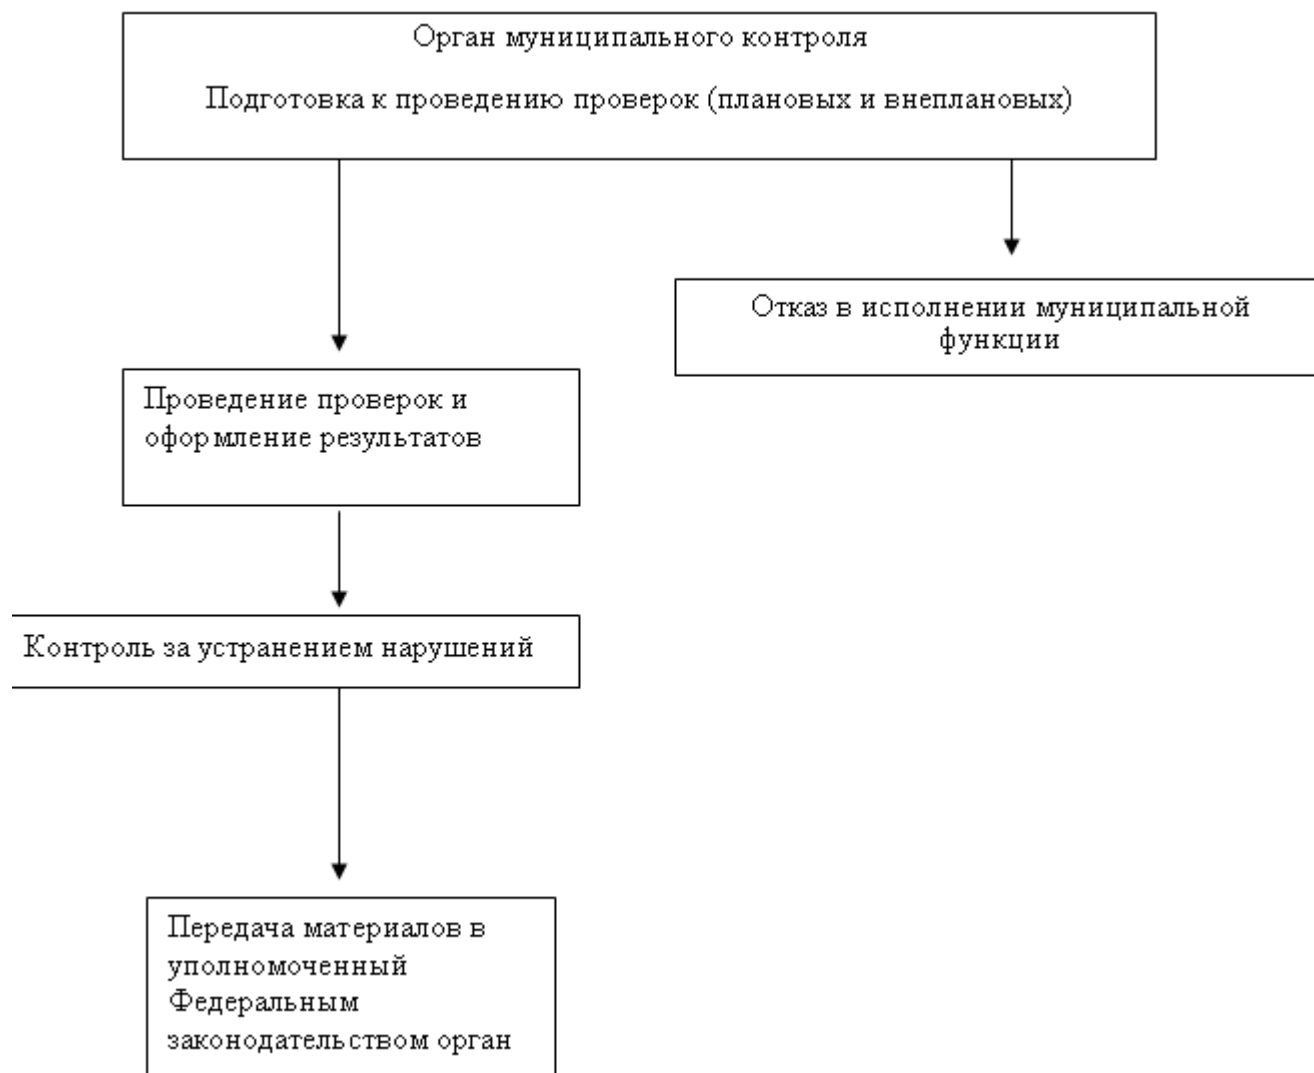 Орган муниципального контроля
Подготовка к проведению проверок (плановых и внеплановых)
Отказ в исполнении муниципальной
функции
Проведение проверок и
оформление результатов
Контроль за устранением нарушений
Передача материалов в
уполномоченный
Федеральным
законодательством орган